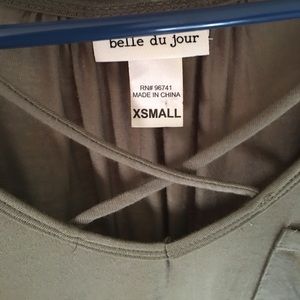 belle du jour
RN# 96741
MADE IN CHINA
XSMALL